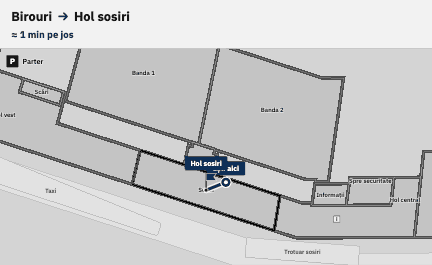 Birouri → Hol sosiri
≈ 1 min pe jos
P Parter
Banda 1
Scări
Banda 2
l vest
Hol sosiri
aici
Spre securitate
Informații
Hol central
i
Taxi
Trotuar sosiri